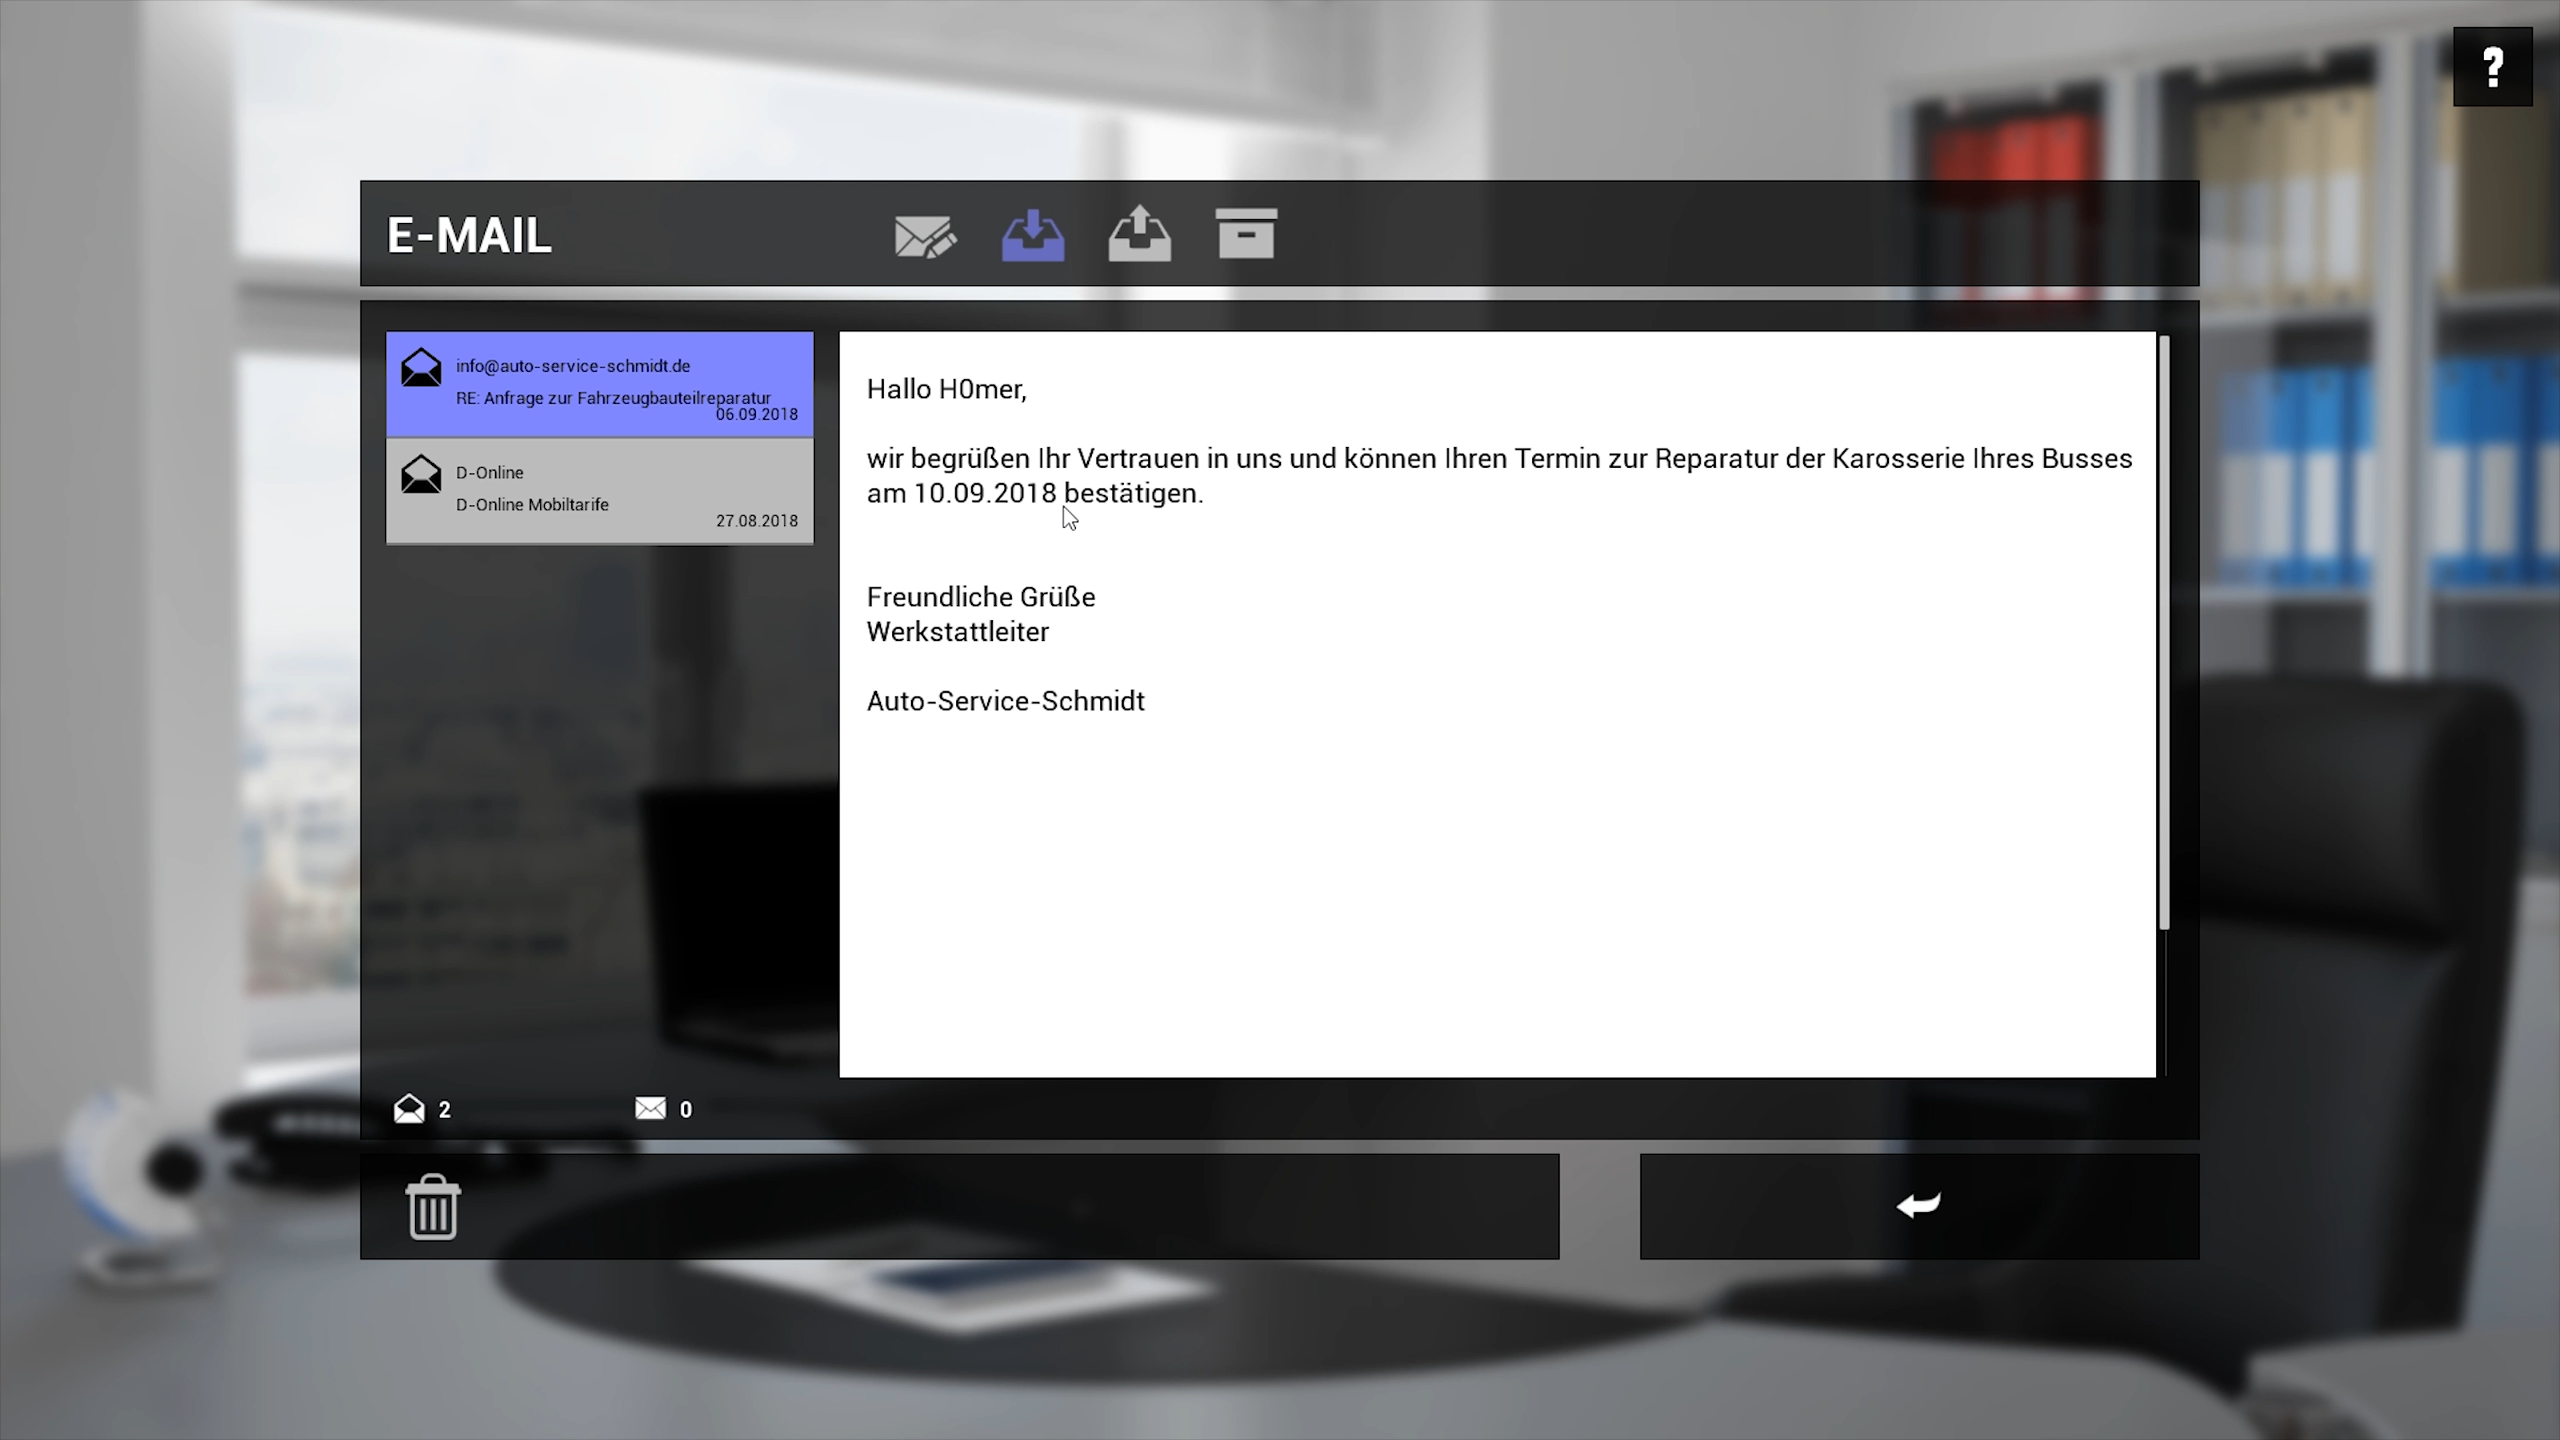 ?
E-MAIL
info@auto-service-schmidt.de
RE: Anfrage zur Fahrzeugbauteilreparatur
06.09.2018
D-Online
D-Online Mobiltarife
27.08.2018
Hallo H0mer,
wir begrüßen Ihr Vertrauen in uns und können Ihren Termin zur Reparatur der Karosserie Ihres Busses
am 10.09.2018 bestätigen.
Freundliche Grüße
Werkstattleiter
Auto-Service-Schmidt
2
0